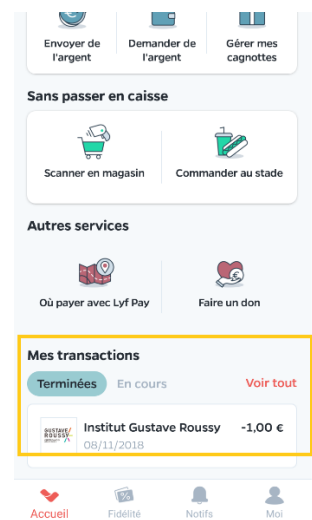 Envoyer de l'argent
Demander de l'argent
Gérer mes cagnottes
Sans passer en caisse
Scanner en magasin
Commander au stade
Autres services
Où payer avec Lyf Pay
Faire un don
Mes transactions
Terminées En cours Voir tout
GUSTAVE/ ROUSSY
Institut Gustave Roussy -1,00 €
08/11/2018
Accueil Fidélité Notifs Moi